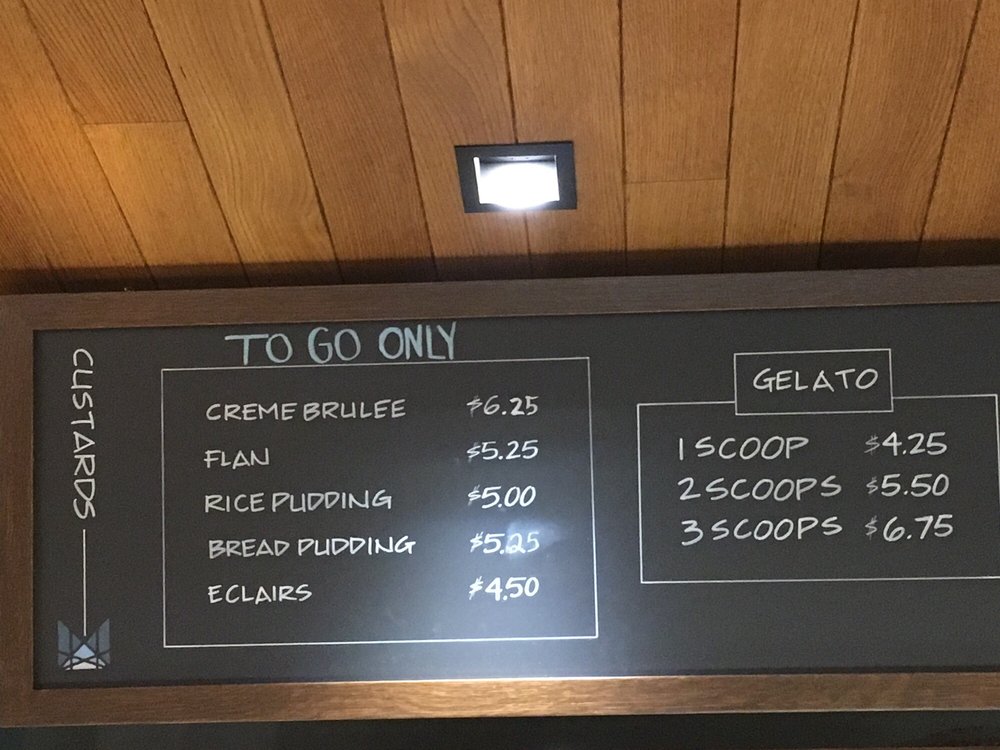 CUSTARDS
TO GO ONLY
CREME BRULEE $6.25
FLAN $5.25
RICE PUDDING $5.00
BREAD PUDDING $5.25
ECLAIRS $4.50
GELATO
1 SCOOP $4.25
2 SCOOPS $5.50
3 SCOOPS $6.75